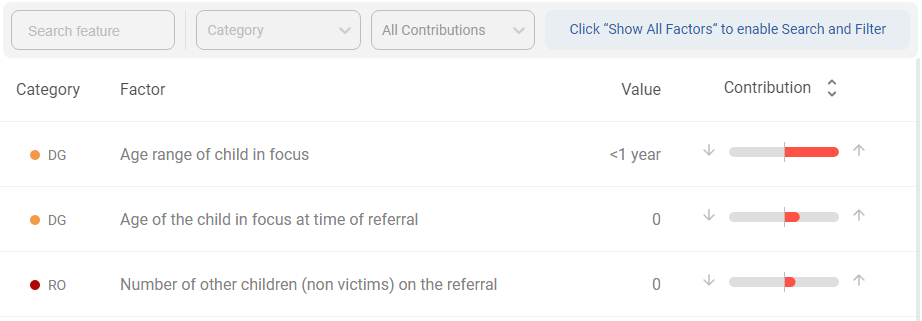 Search feature Category All Contributions Click “Show All Factors“ to enable Search and Filter
Category Factor Value Contribution
DG Age range of child in focus <1 year
DG Age of the child in focus at time of referral 0
RO Number of other children (non victims) on the referral 0